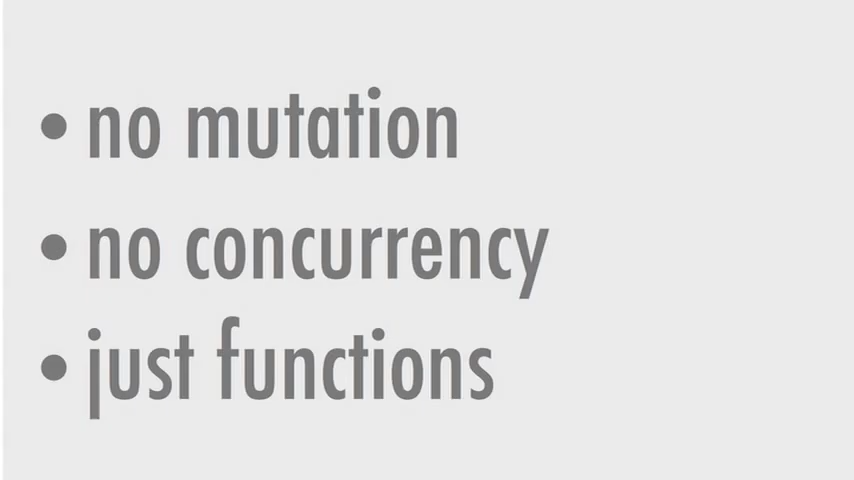 • no mutation
• no concurrency
• just functions